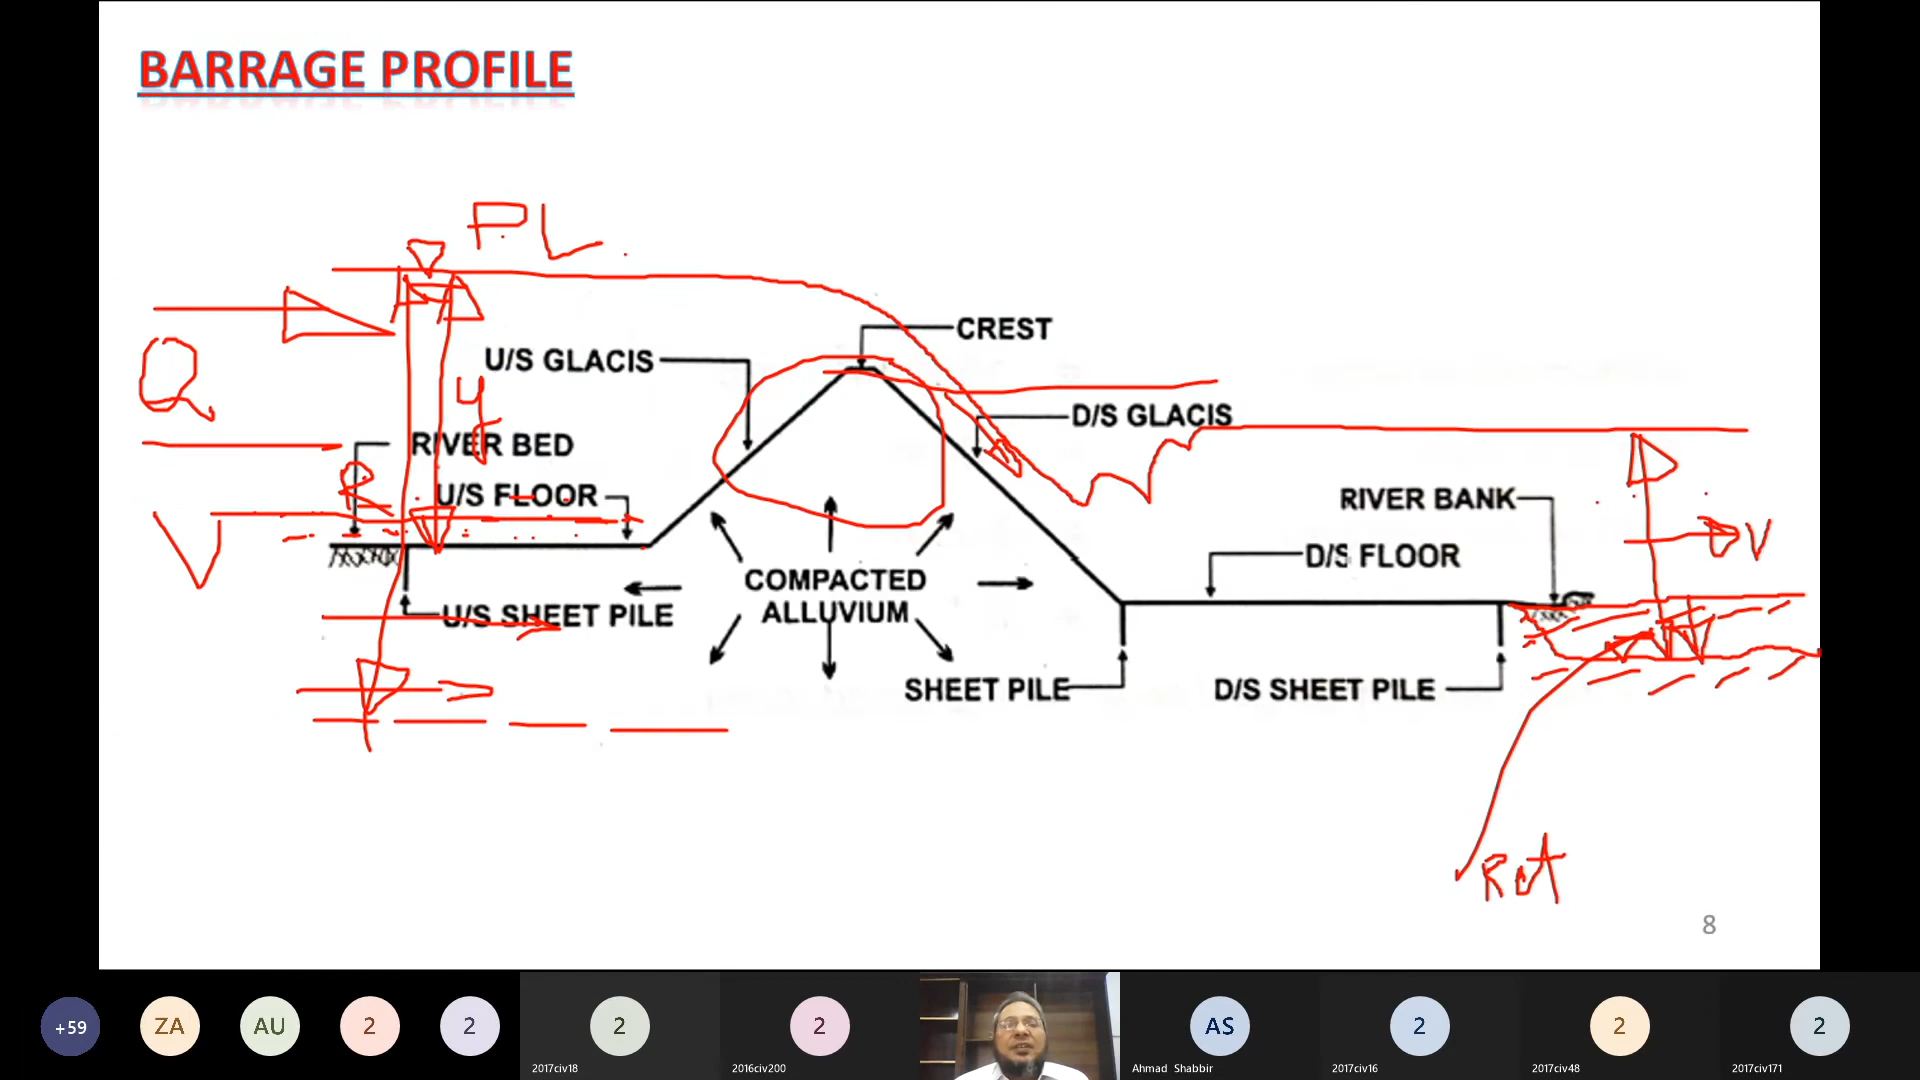 BARRAGE PROFILE
PL
CREST
U/S GLACIS
Q
D/S GLACIS
RIVER BED
R
U/S FLOOR
RIVER BANK
V
V
D/S FLOOR
COMPACTED
ALLUVIUM
U/S SHEET PILE
SHEET PILE
D/S SHEET PILE
8
+59
ZA
AU
2
2
2
2
AS
2
2
2
2017civ18
2016civ200
Ahmad Shabbir
2017civ16
2017civ48
2017civ171